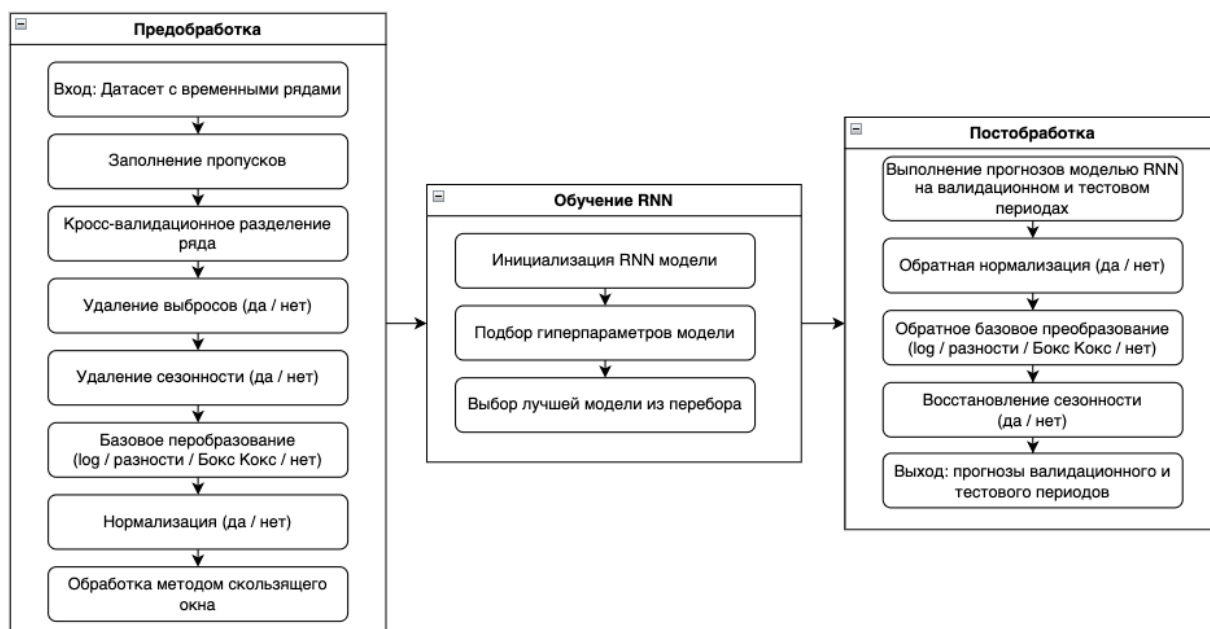 Предобработка
Вход: Датасет с временными рядами
Заполнение пропусков
Кросс-валидационное разделение
ряда
Удаление выбросов (да / нет)
Удаление сезонности (да / нет)
Базовое перобразование
(log / разности / Бокс Кокс / нет)
Нормализация (да / нет)
Обработка методом скользящего
окна
Обучение RNN
Инициализация RNN модели
Подбор гиперпараметров модели
Выбор лучшей модели из перебора
Постобработка
Выполнение прогнозов моделью RNN
на валидационном и тестовом
периодах
Обратная нормализация (да / нет)
Обратное базовое преобразование
(log / разности / Бокс Кокс / нет)
Восстановление сезонности
(да / нет)
Выход: прогнозы валидационного и
тестового периодов